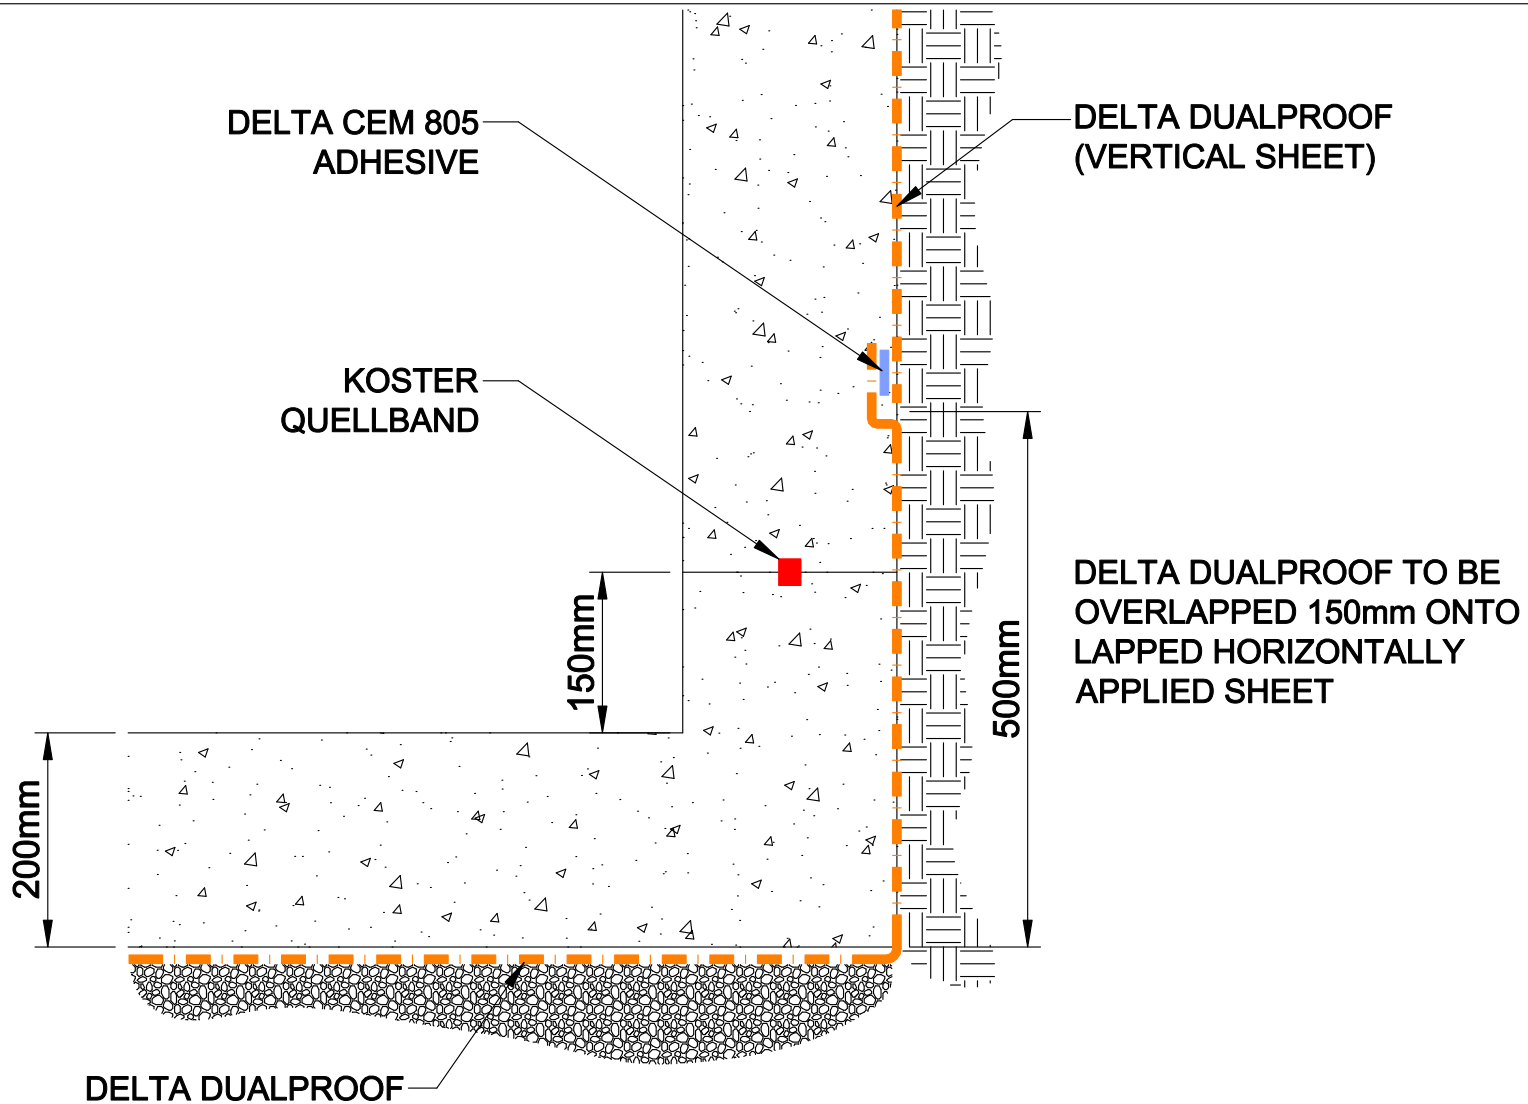 DELTA CEM 805
ADHESIVE
DELTA DUALPROOF
(VERTICAL SHEET)
KOSTER
QUELLBAND
DELTA DUALPROOF TO BE
OVERLAPPED 150mm ONTO
LAPPED HORIZONTALLY
APPLIED SHEET
150mm
500mm
200mm
DELTA DUALPROOF